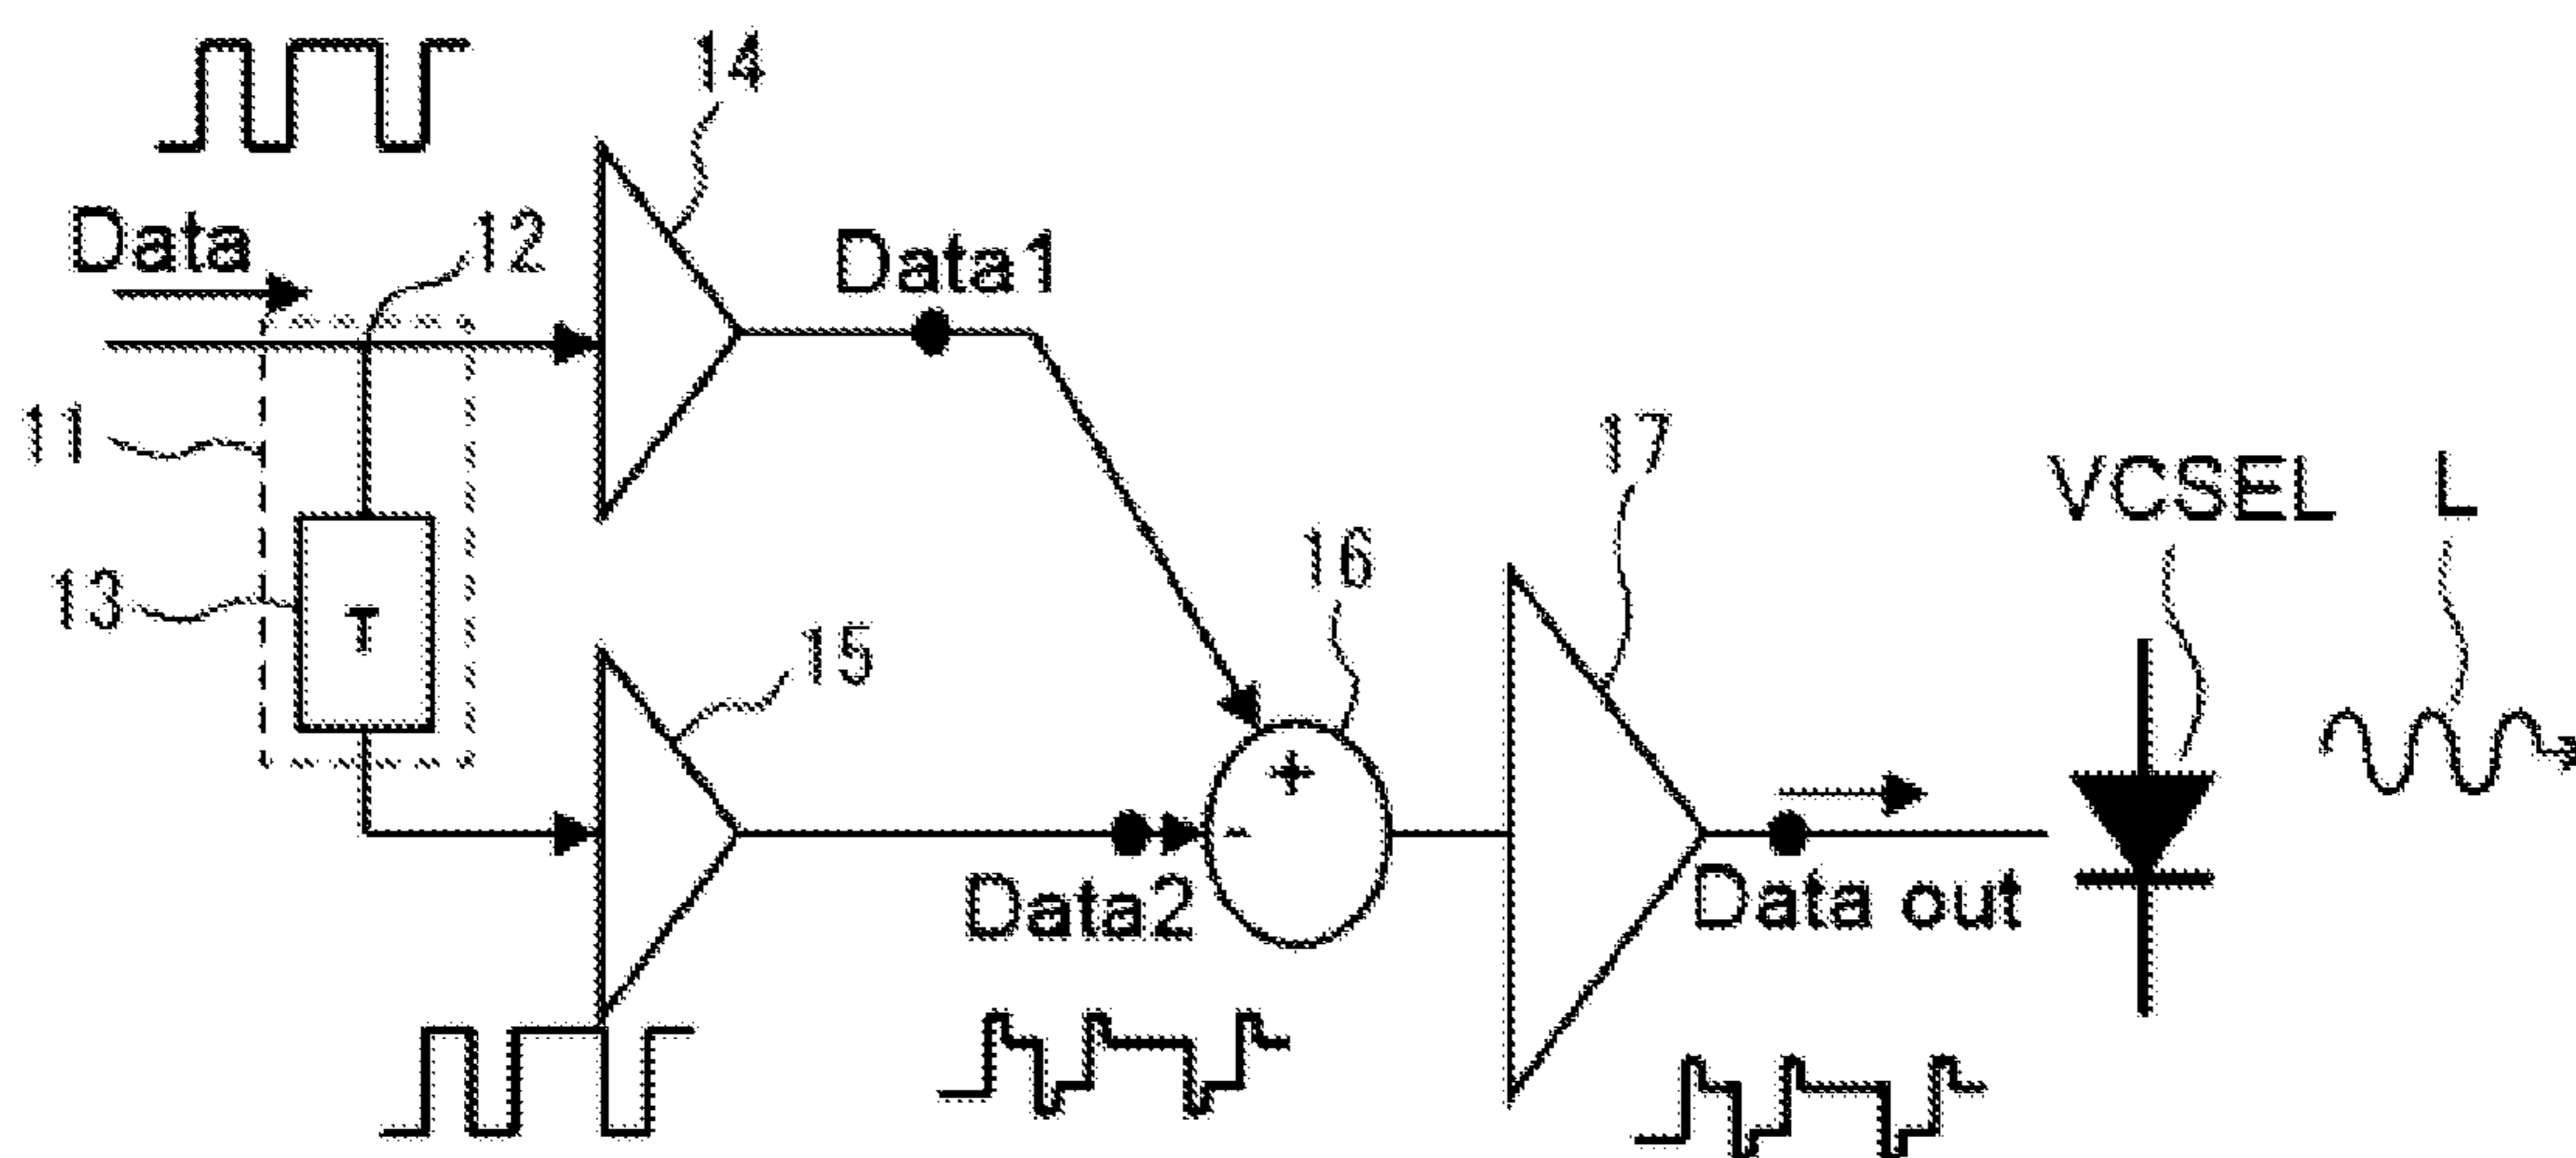 14
Data
12
Data1
11
17
VCSEL
L
16
13
T
15
+
-
Data2
Data out